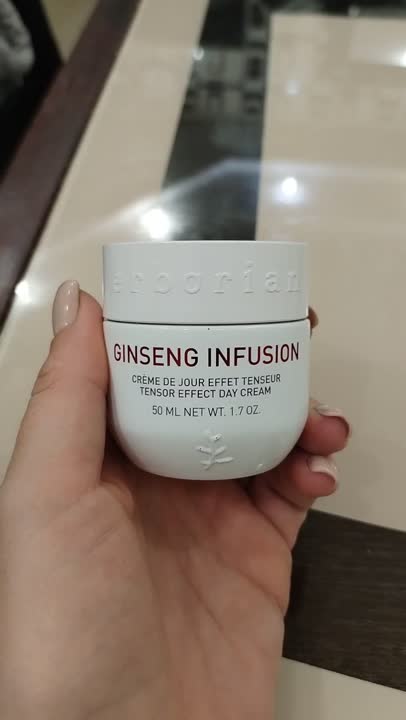 erborian
GINSENG INFUSION
CRÈME DE JOUR EFFET TENSEUR
TENSOR EFFECT DAY CREAM
50 ML NET WT. 1.7 OZ.